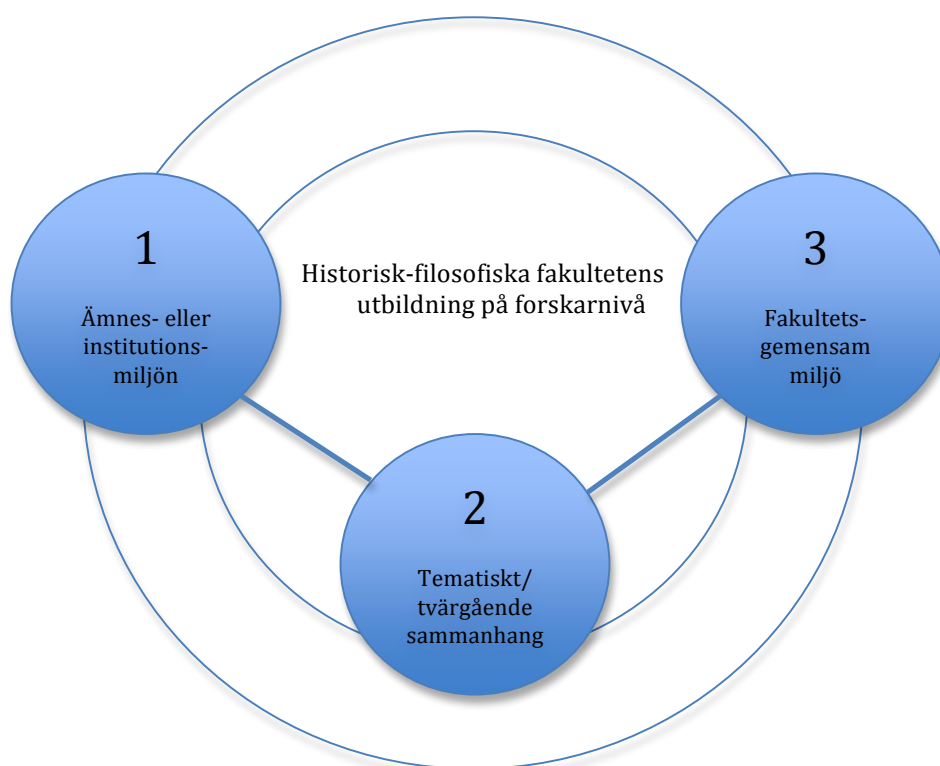 1
Ämnes- eller
institutions-
miljön
Historisk-filosofiska fakultetens
utbildning på forskarnivå
3
Fakultets-
gemensam
miljö
2
Tematiskt/
tvärgående
sammanhang